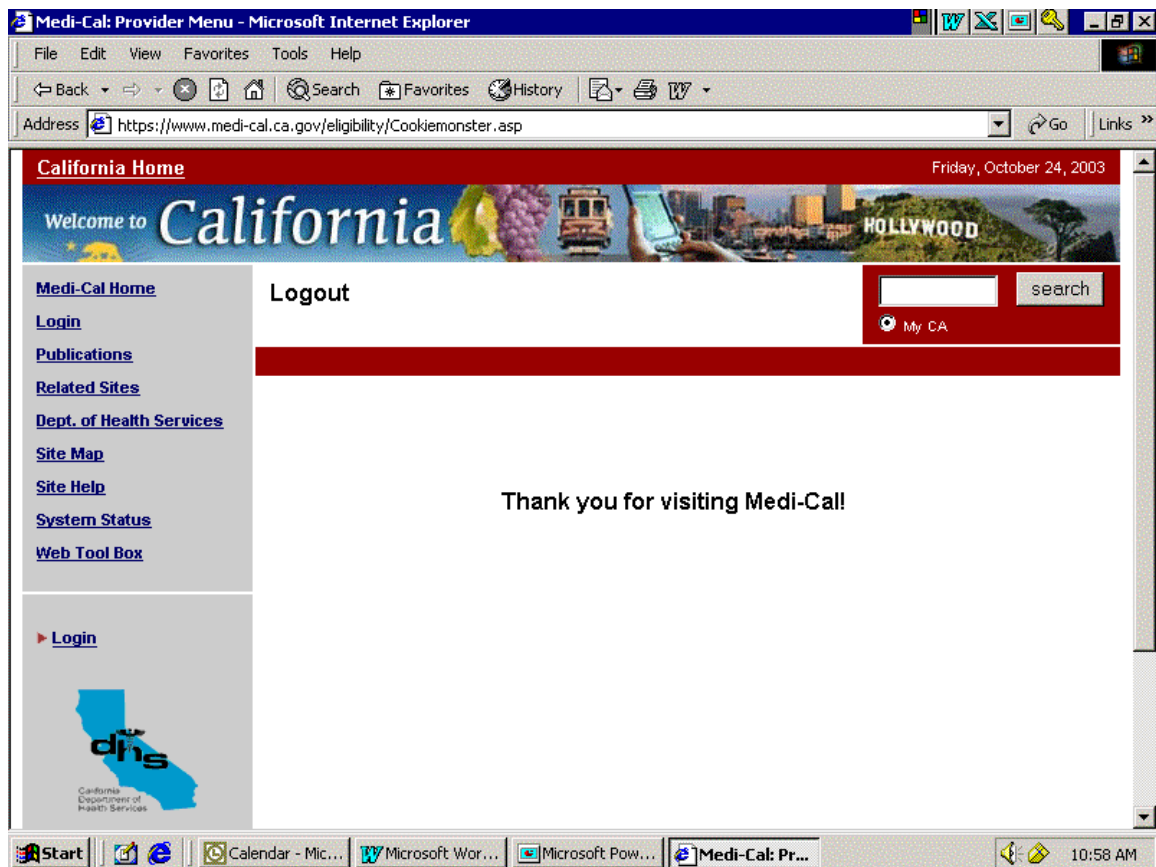 Medi-Cal: Provider Menu - Microsoft Internet Explorer
File Edit View Favorites Tools Help
Back Search Favorites History
Address https://www.medi-cal.ca.gov/eligibility/Cookiemonster.asp Go Links »
California Home Friday, October 24, 2003
Welcome to California HOLLYWOOD
Medi-Cal Home
Logout
search
Login
My CA
Publications
Related Sites
Dept. of Health Services
Site Map
Site Help
Thank you for visiting Medi-Cal!
System Status
Web Tool Box
Login
dhs
California
Department of
Health Services
Start Calendar - Mic... Microsoft Wor... Microsoft Pow... Medi-Cal: Pr... 10:58 AM